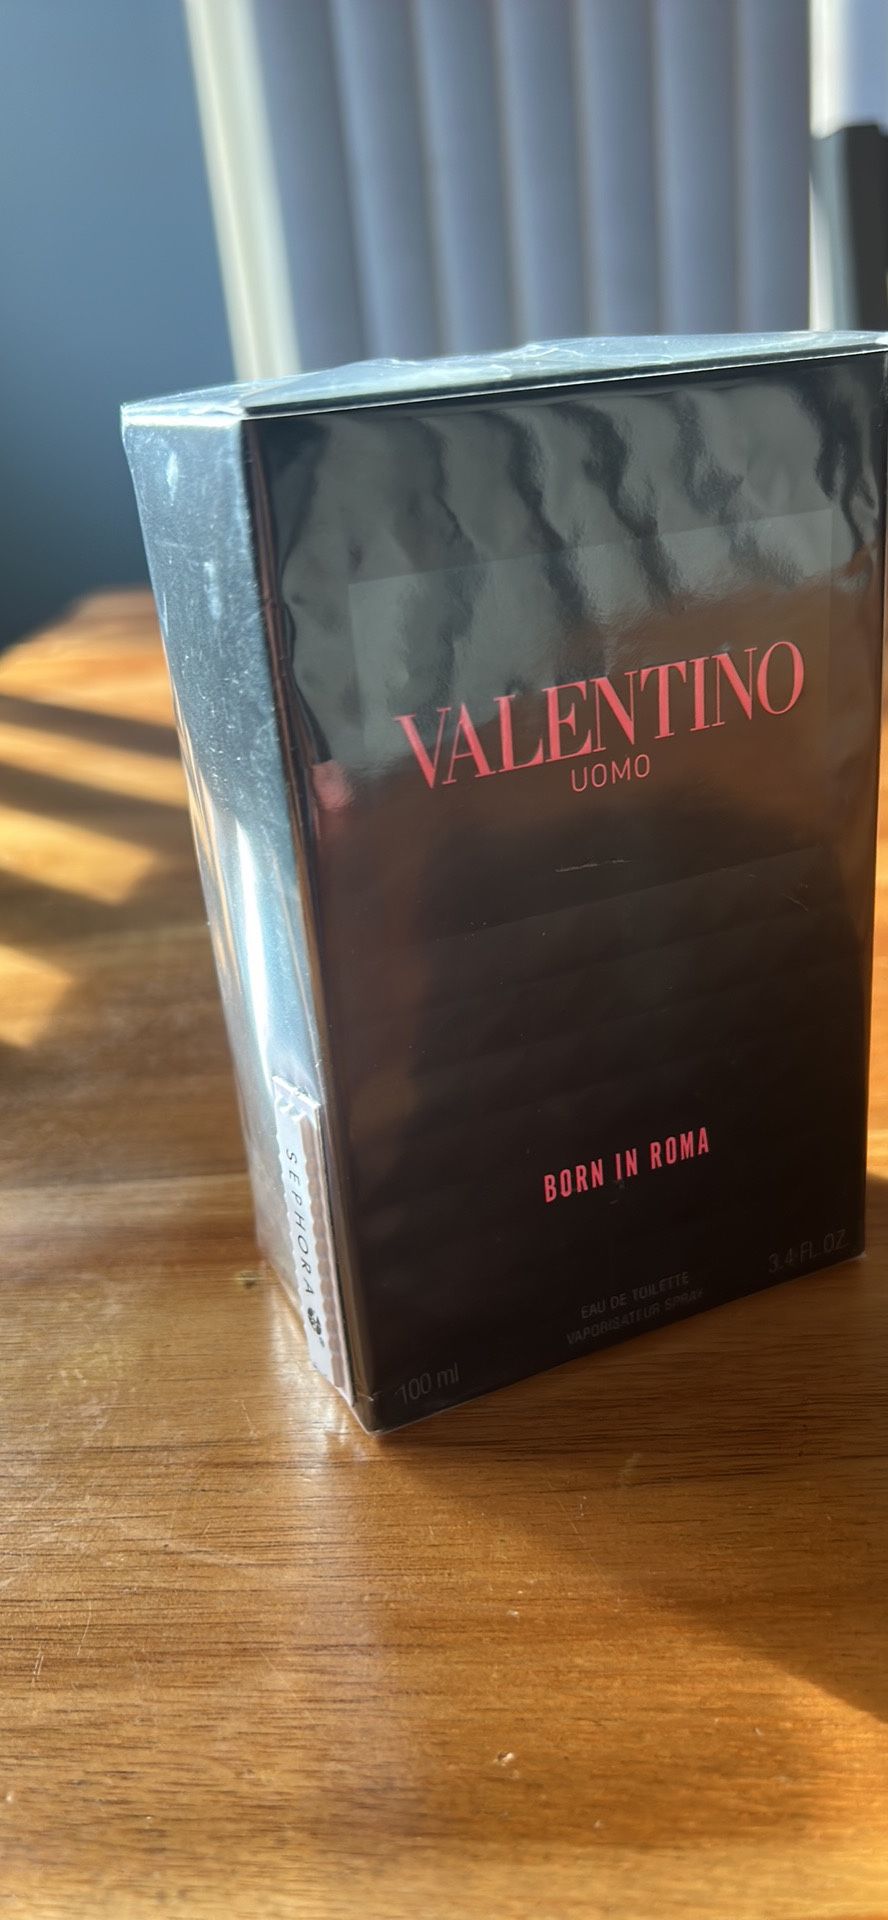 VALENTINO
UOMO
BORN IN ROMA
EAU DE TOILETTE
VAPORISATEUR SPRAY
100 ml
3.4 FL.OZ
SEPHORA